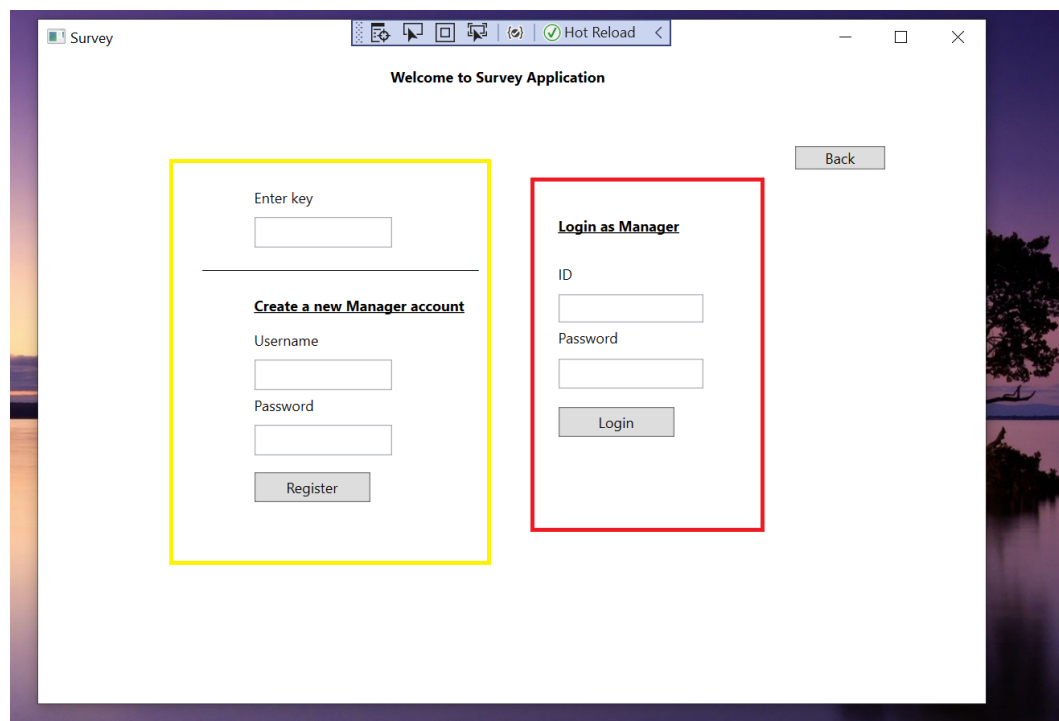 Survey
Hot Reload
Welcome to Survey Application
Back
Enter key
Create a new Manager account
Username
Password
Register
Login as Manager
ID
Password
Login